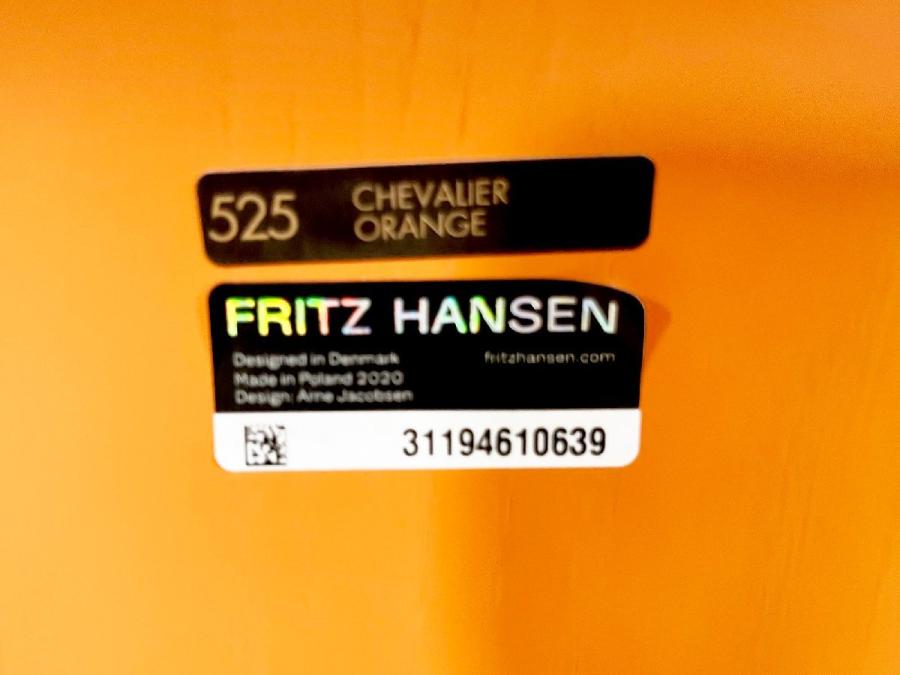 525 CHEVALIER
ORANGE
FRITZ HANSEN
Designed in Denmark fritzhansen.com
Made in Poland 2020
Design: Arne Jacobsen
31194610639